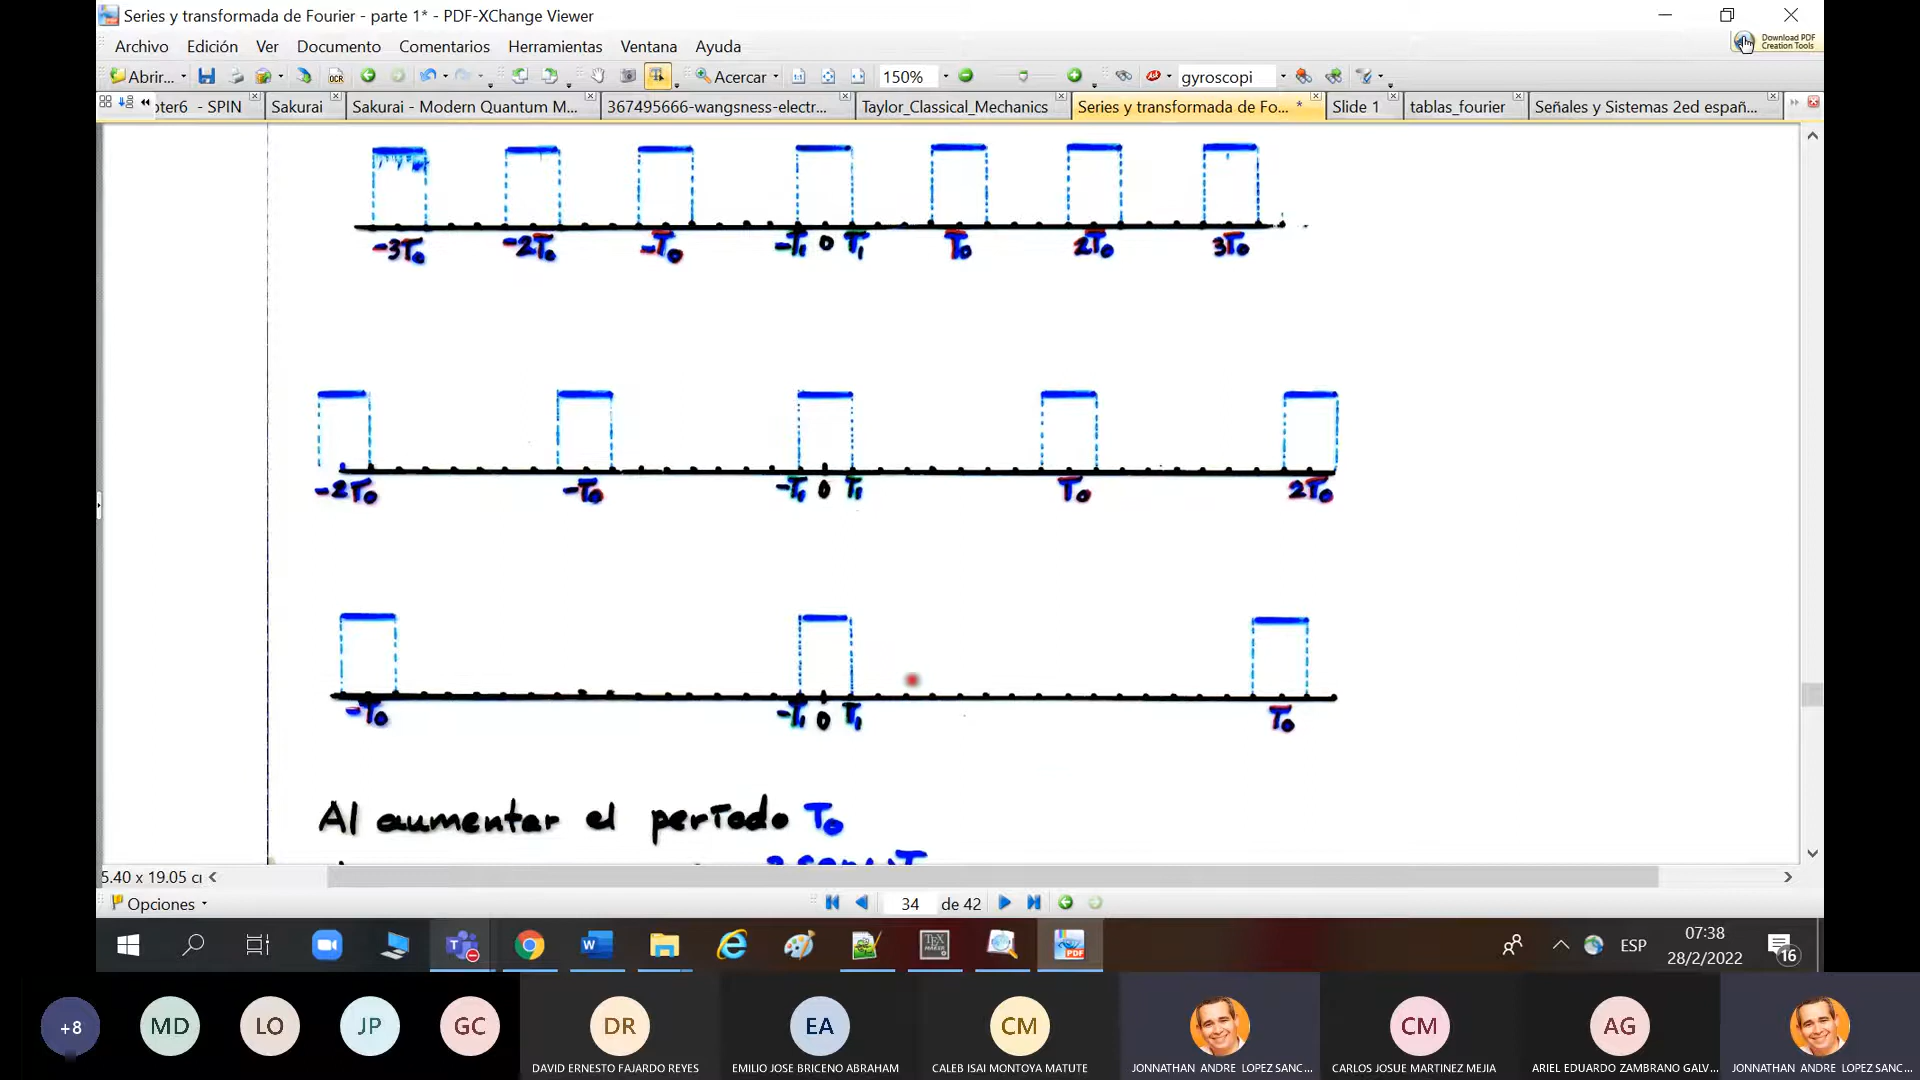 Series y transformada de Fourier - parte 1* - PDF-XChange Viewer
Archivo Edición Ver Documento Comentarios Herramientas Ventana Ayuda
Download PDF
Creation Tools
Abrir... OCR Acercar 150% gyroscopi
pter6 - SPIN Sakurai Sakurai - Modern Quantum M... 367495666-wangsness-electr... Taylor_Classical_Mechanics Series y transformada de Fo... * Slide 1 tablas_fourier Señales y Sistemas 2ed españ...
-3T₀ -2T₀ -T₀ -T₁ 0 T₁ T₀ 2T₀ 3T₀
-2T₀ -T₀ -T₁ 0 T₁ T₀ 2T₀
-T₀ -T₁ 0 T₁ T₀
Al aumentar el período T₀
5.40 x 19.05 c
Opciones 34 de 42
ESP
07:38
28/2/2022
16
+8 MD LO JP GC DR EA CM CM AG
DAVID ERNESTO FAJARDO REYES EMILIO JOSE BRICENO ABRAHAM CALEB ISAI MONTOYA MATUTE JONNATHAN ANDRE LOPEZ SANC... CARLOS JOSUE MARTINEZ MEJIA ARIEL EDUARDO ZAMBRANO GALV... JONNATHAN ANDRE LOPEZ SANC...